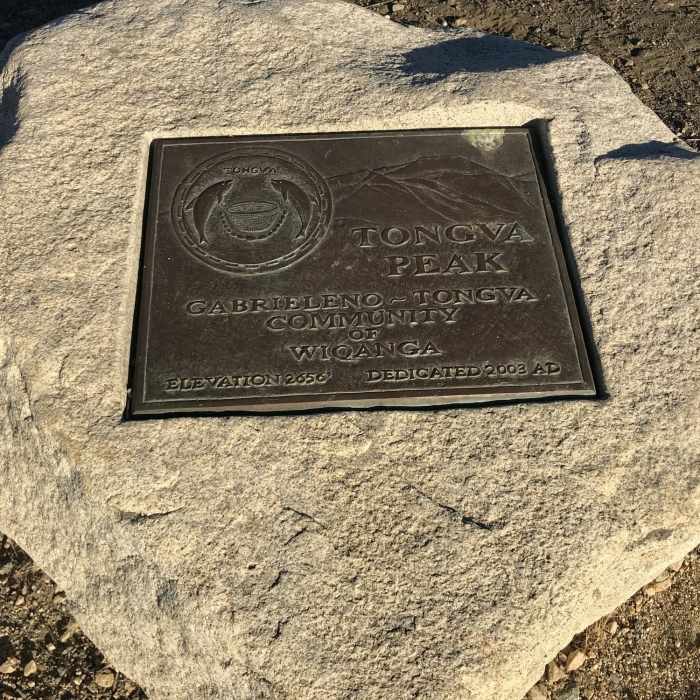 TONGVA
TONGVA
PEAK
GABRIELENO ~ TONGVA
COMMUNITY
OF
WIQANGA
ELEVATION 2656' DEDICATED 2003 AD